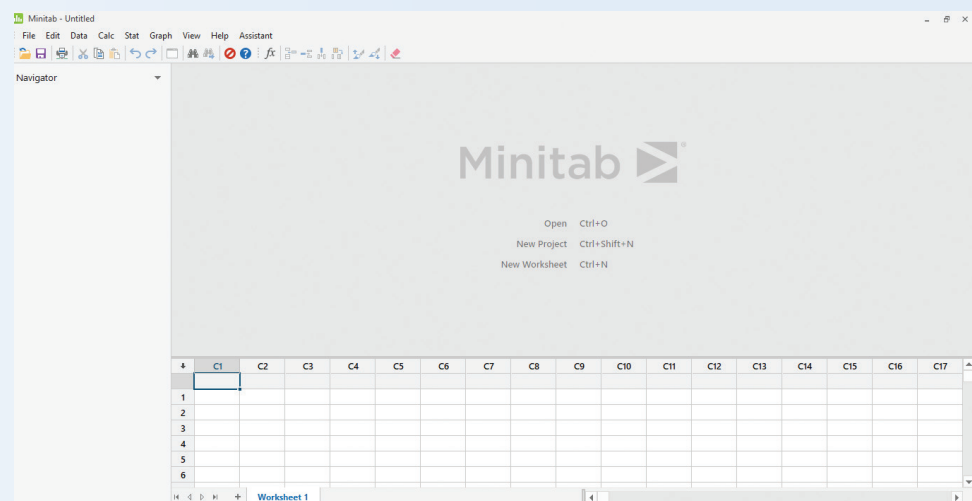 Minitab - Untitled
File Edit Data Calc Stat Graph View Help Assistant
fx
Navigator
Minitab
Open Ctrl+O
New Project Ctrl+Shift+N
New Worksheet Ctrl+N
C1 C2 C3 C4 C5 C6 C7 C8 C9 C10 C11 C12 C13 C14 C15 C16 C17
1
2
3
4
5
6
Worksheet 1